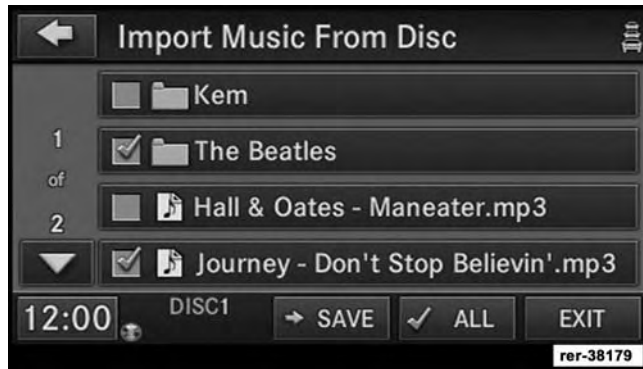 Import Music From Disc
Kem
1
of
2
The Beatles
Hall & Oates - Maneater.mp3
Journey - Don't Stop Believin'.mp3
12:00
DISC1
SAVE
ALL
EXIT
rer-38179